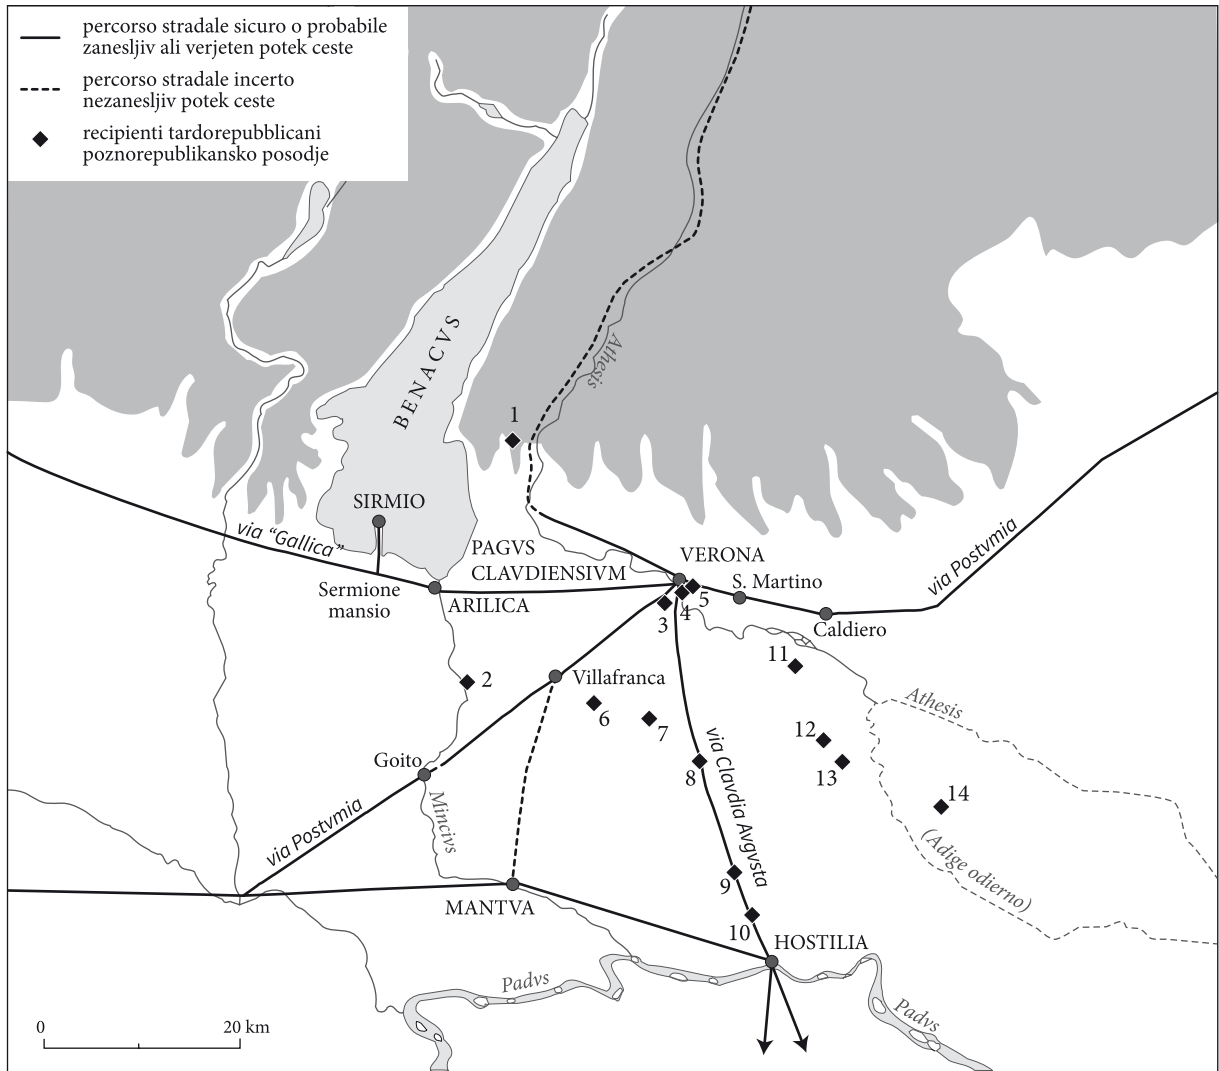 percorso stradale sicuro o probabile
zanesljiv ali verjeten potek ceste
percorso stradale incerto
nezanesljiv potek ceste
recipienti tardorepubblicani
poznorepublikansko posodje
BENACVS
Athesis
1
SIRMIO
via “Gallica”
PAGVS
CLAVDIENSIVM
VERONA
via Postvmia
Sermione
mansio
ARILICA
S. Martino
5
4
3
Caldiero
11
2
Villafranca
6
7
Athesis
12
13
Goito
8
via Clavdia Avgvsta
14
Mincivs
via Postvmia
(Adige odierno)
9
MANTVA
10
HOSTILIA
Padvs
Padvs
0
20 km